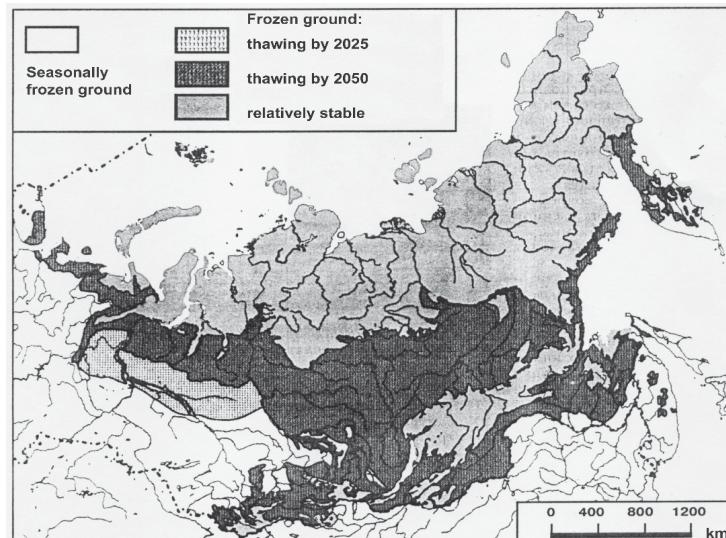 Frozen ground:
thawing by 2025
Seasonally
frozen ground
thawing by 2050
relatively stable
0 400 800 1200
km